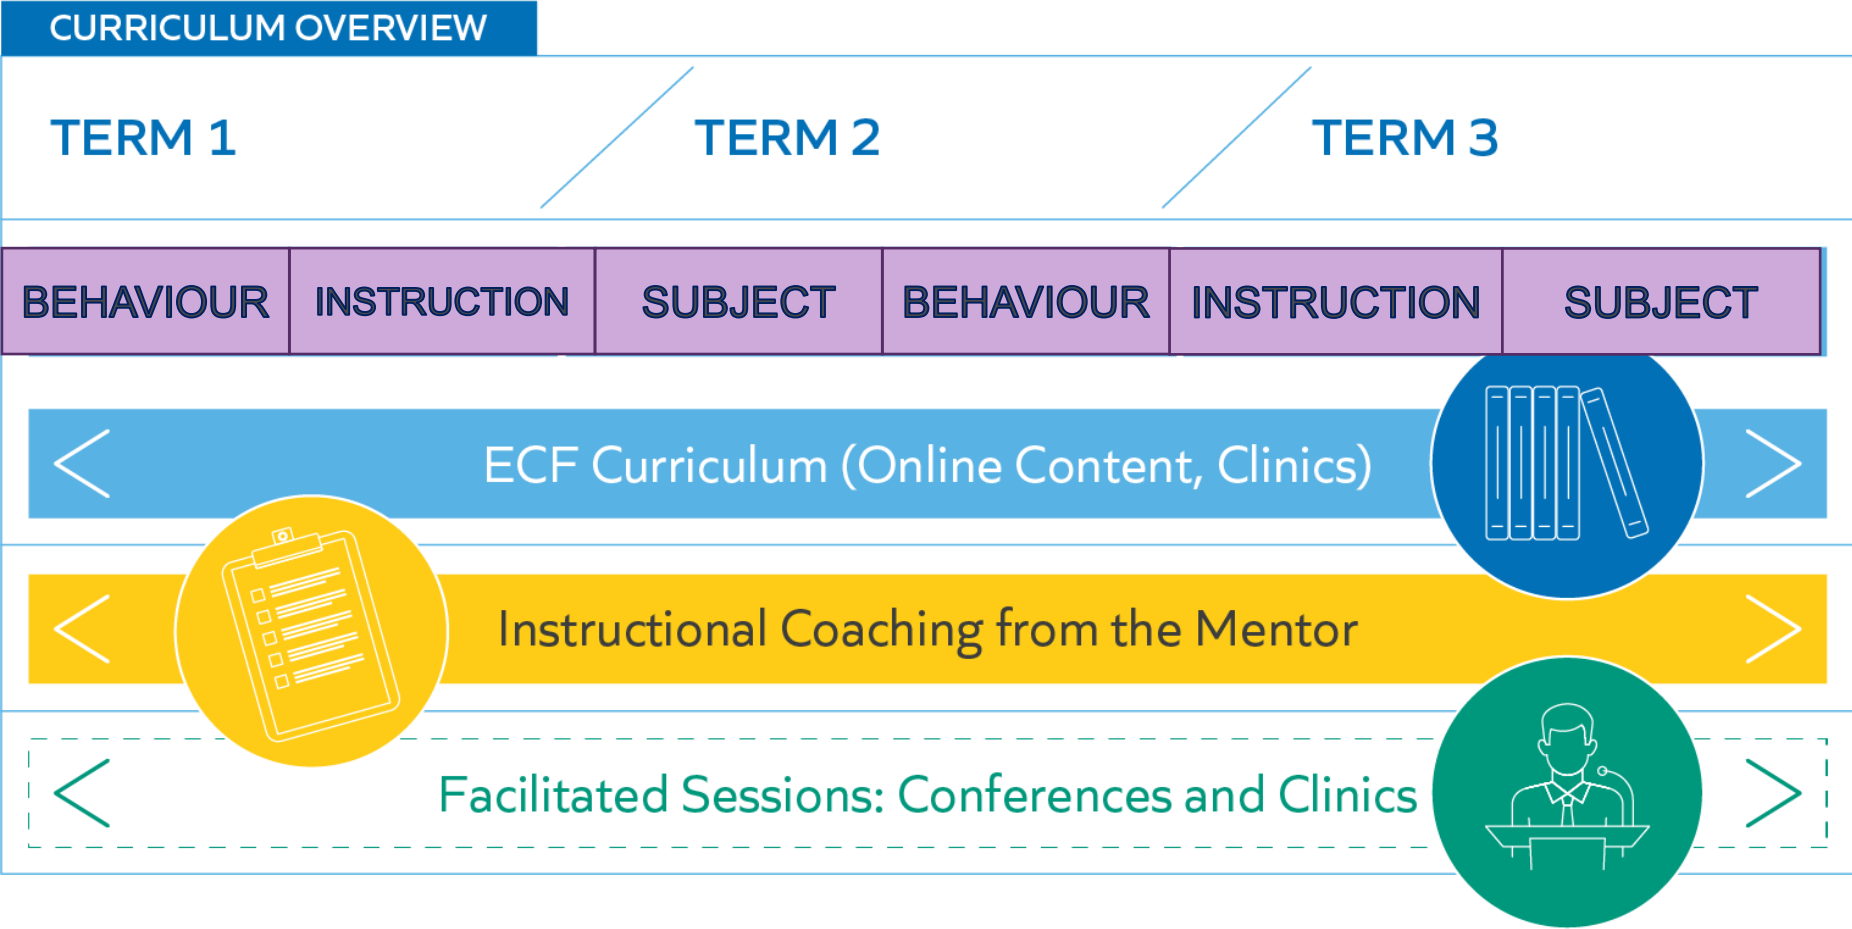 CURRICULUM OVERVIEW
TERM 1
TERM 2
TERM 3
BEHAVIOUR
INSTRUCTION
SUBJECT
BEHAVIOUR
INSTRUCTION
SUBJECT
ECF Curriculum (Online Content, Clinics)
Instructional Coaching from the Mentor
Facilitated Sessions: Conferences and Clinics